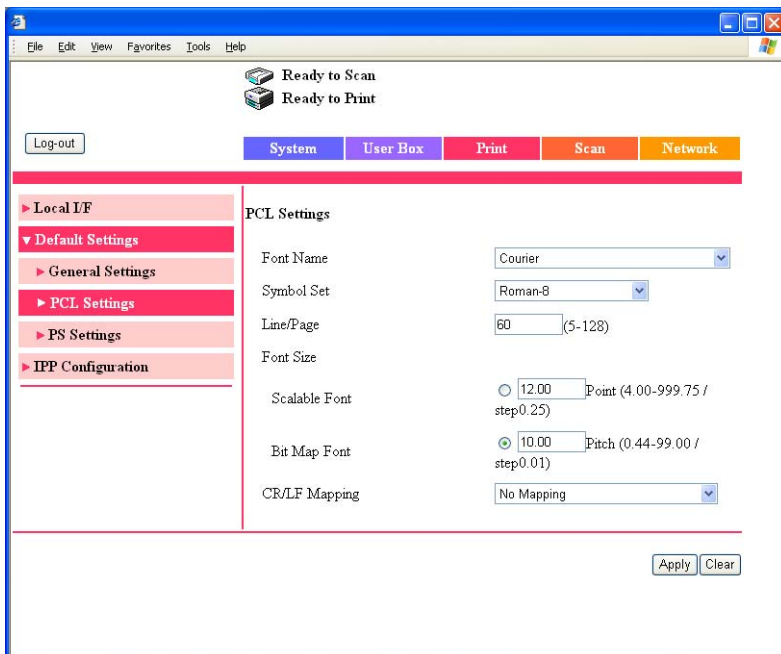 File Edit View Favorites Tools Help
Ready to Scan
Ready to Print
Log-out
System User Box Print Scan Network
Local I/F
Default Settings
General Settings
PCL Settings
PS Settings
IPP Configuration
PCL Settings
Font Name Courier
Symbol Set Roman-8
Line/Page 60 (5-128)
Font Size
Scalable Font 12.00 Point (4.00-999.75 /
step0.25)
Bit Map Font 10.00 Pitch (0.44-99.00 /
step0.01)
CR/LF Mapping No Mapping
Apply Clear